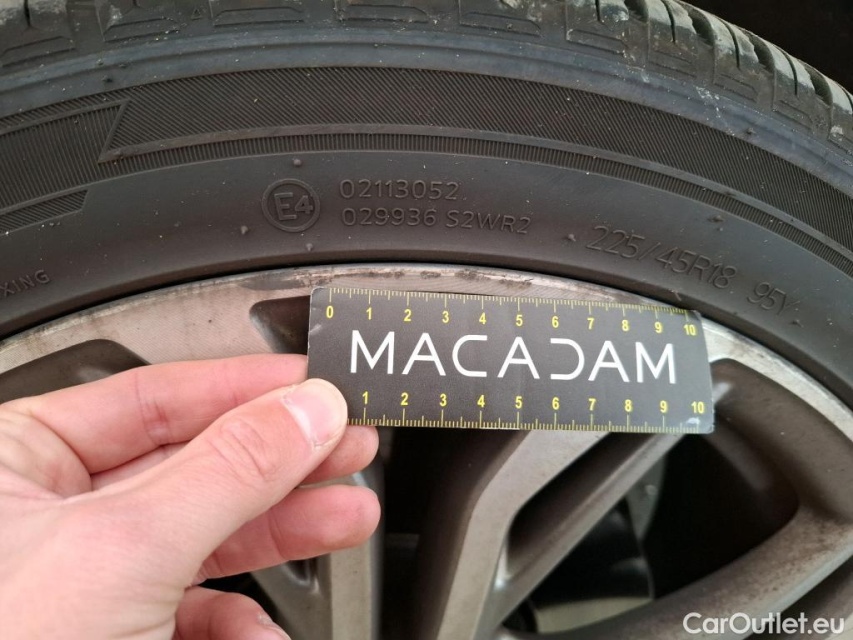 E4
02113052
029936 S2WR2
225/45R18 95Y
XING
0 1 2 3 4 5 6 7 8 9 10
MACADAM
1 2 3 4 5 6 7 8 9 10
CarOutlet.eu